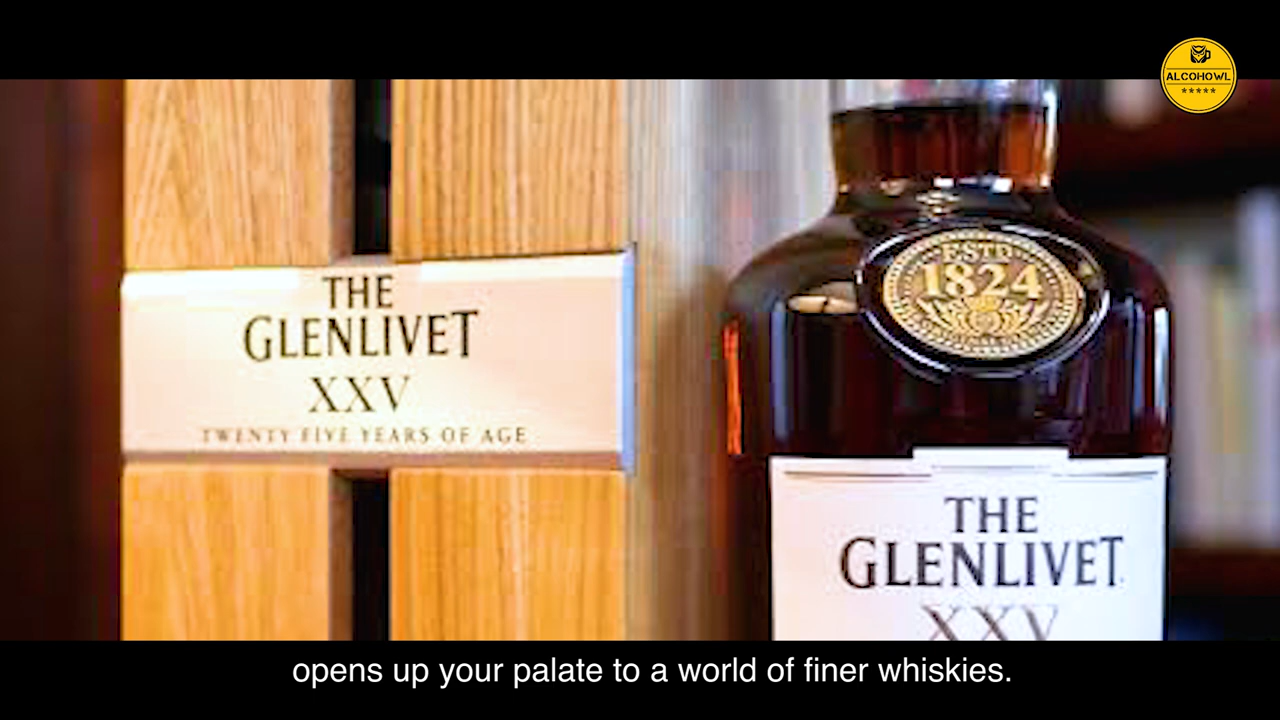 ALCOHOWL
THE
GLENLIVET
XXV
TWENTY FIVE YEARS OF AGE
ESTD
1824
THE
GLENLIVET
XXV
opens up your palate to a world of finer whiskies.